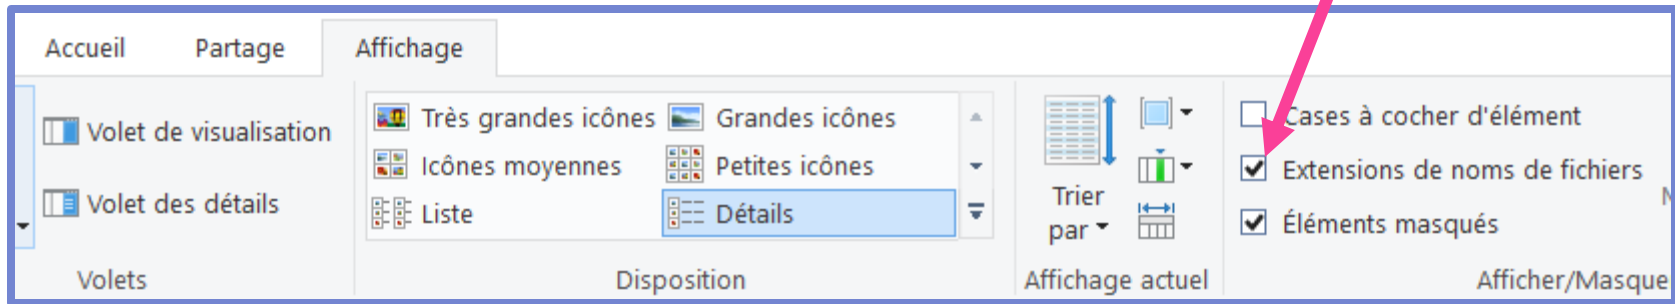 Accueil Partage Affichage
Volet de visualisation
Volet des détails
Volets
Très grandes icônes Grandes icônes
Icônes moyennes Petites icônes
Liste Détails
Disposition
Trier
par
Affichage actuel
Cases à cocher d'élément
Extensions de noms de fichiers
Éléments masqués
Afficher/Masque